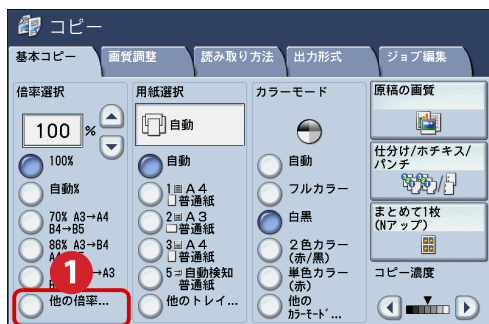 コピー
基本コピー
画質調整
読み取り方法
出力形式
ジョブ編集
倍率選択
100 %
100%
自動%
70% A3→A4
B4→B5
86% A3→B4
→A3
他の倍率...
1
用紙選択
自動
自動
1 A4
普通紙
2 A3
普通紙
3 A4
普通紙
5 自動検知
普通紙
他のトレイ...
カラーモード
自動
フルカラー
白黒
2色カラー
(赤/黒)
単色カラー
(赤)
他の
ｶﾗｰﾓｰﾄﾞ...
原稿の画質
仕分け/ホチキス/
パンチ
まとめて1枚
(Nアップ)
コピー濃度